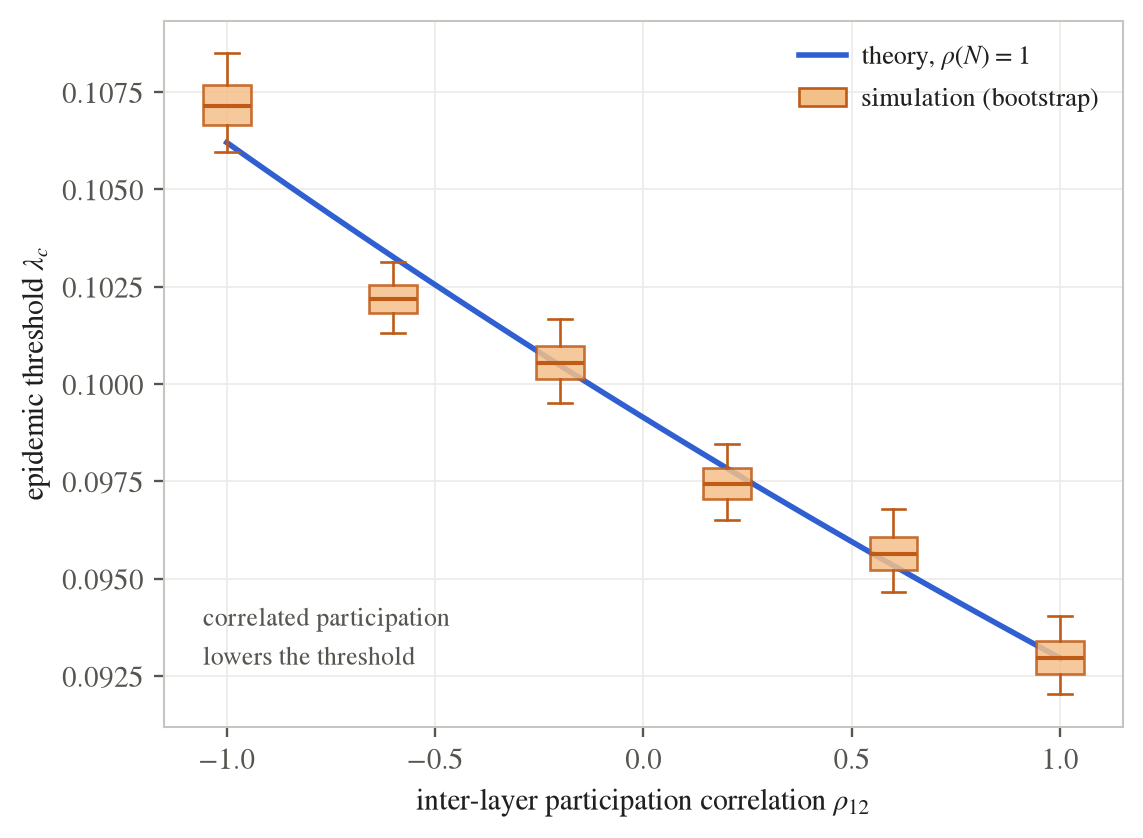 theory, ρ(N) = 1
simulation (bootstrap)
0.1075
0.1050
0.1025
0.1000
0.0975
0.0950
0.0925
epidemic threshold λc
correlated participation
lowers the threshold
−1.0 −0.5 0.0 0.5 1.0
inter-layer participation correlation ρ12